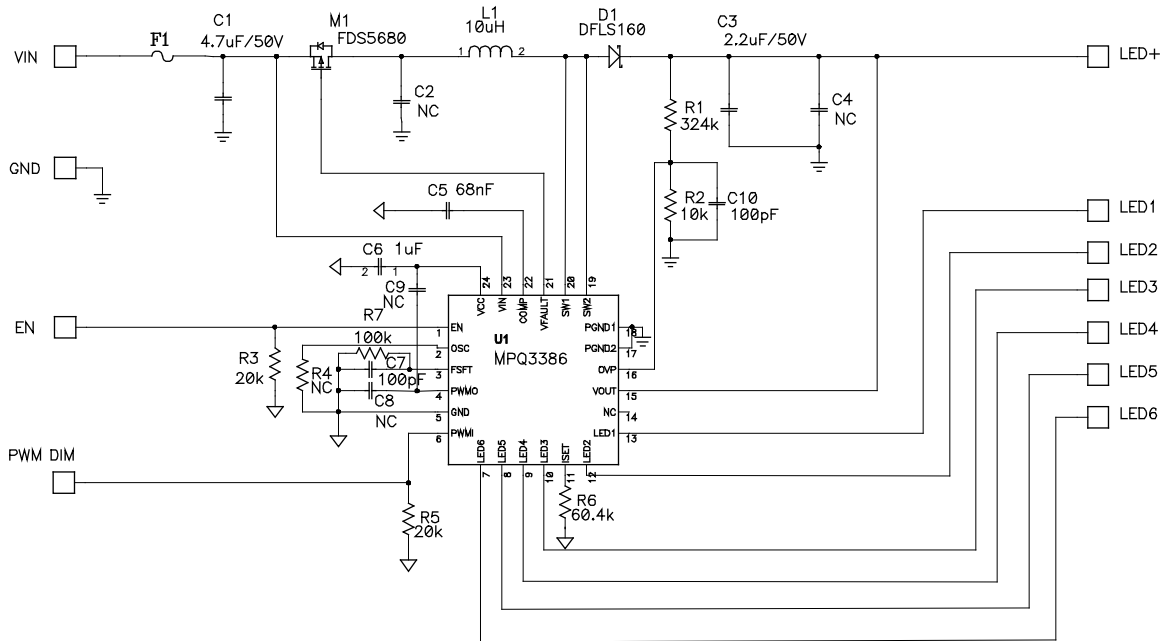 C1
4.7uF/50V
M1
FDS5680
L1
10uH
D1
DFLS160
C3
2.2uF/50V
VIN
F1
1
2
LED+
C2
NC
R1
324k
C4
NC
GND
C5 68nF
R2
10k
C10
100pF
LED1
LED2
LED3
LED4
LED5
LED6
C6 1uF
2
1
C9
NC
24
23
22
21
20
19
VCC
VIN
COMP
VFAULT
SW1
SW2
EN
R7
100k
R3
20k
R4
NC
C7
100pF
C8
NC
1
2
3
4
5
6
EN
OSC
FSFT
PWMO
GND
PWMI
U1
MPQ3386
PGND1
PGND2
OVP
VOUT
NC
LED1
18
17
16
15
14
13
LED6
LED5
LED4
LED3
ISET
LED2
7
8
9
10
11
12
PWM DIM
R5
20k
R6
60.4k